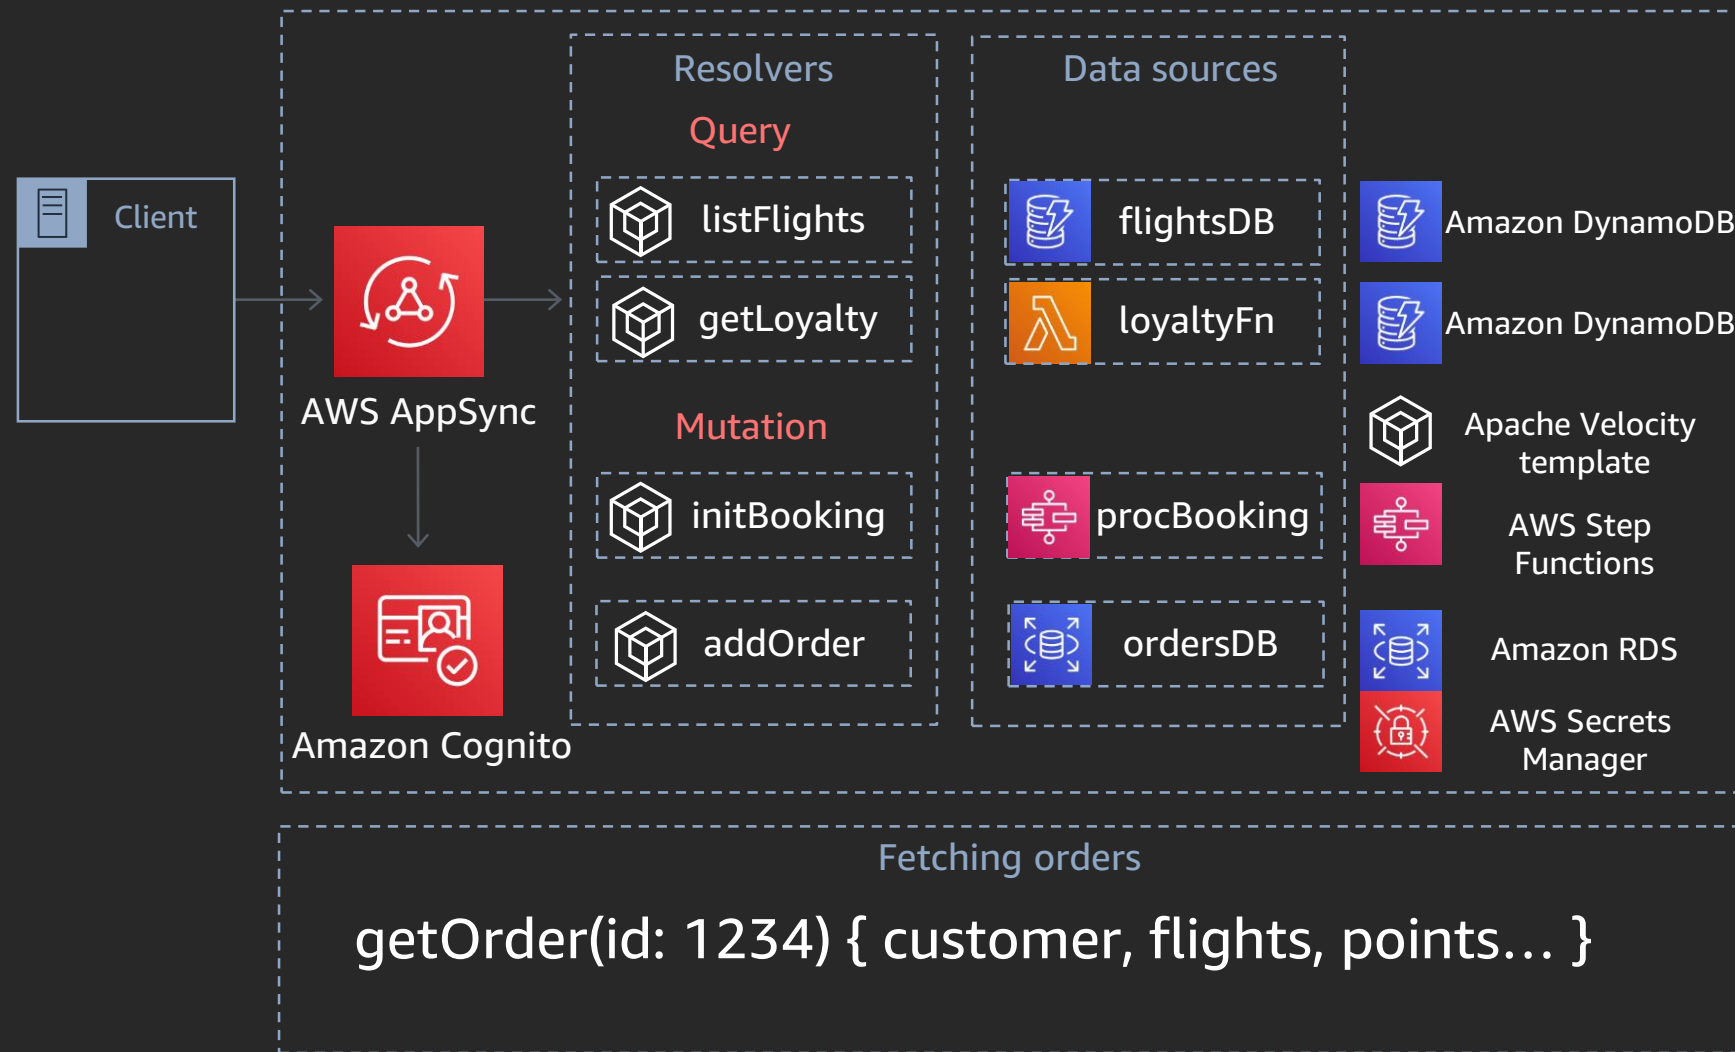 Client
AWS AppSync
Amazon Cognito
Resolvers
Query
listFlights
getLoyalty
Mutation
initBooking
addOrder
Data sources
flightsDB
loyaltyFn
procBooking
ordersDB
Amazon DynamoDB
Amazon DynamoDB
Apache Velocity
template
AWS Step
Functions
Amazon RDS
AWS Secrets
Manager
Fetching orders
getOrder(id: 1234) { customer, flights, points… }